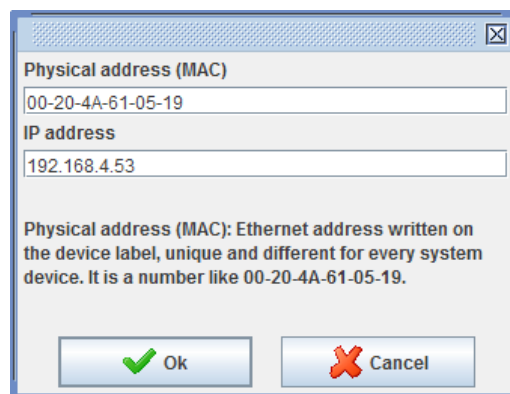 Physical address (MAC)
00-20-4A-61-05-19
IP address
192.168.4.53
Physical address (MAC): Ethernet address written on
the device label, unique and different for every system
device. It is a number like 00-20-4A-61-05-19.
Ok
Cancel